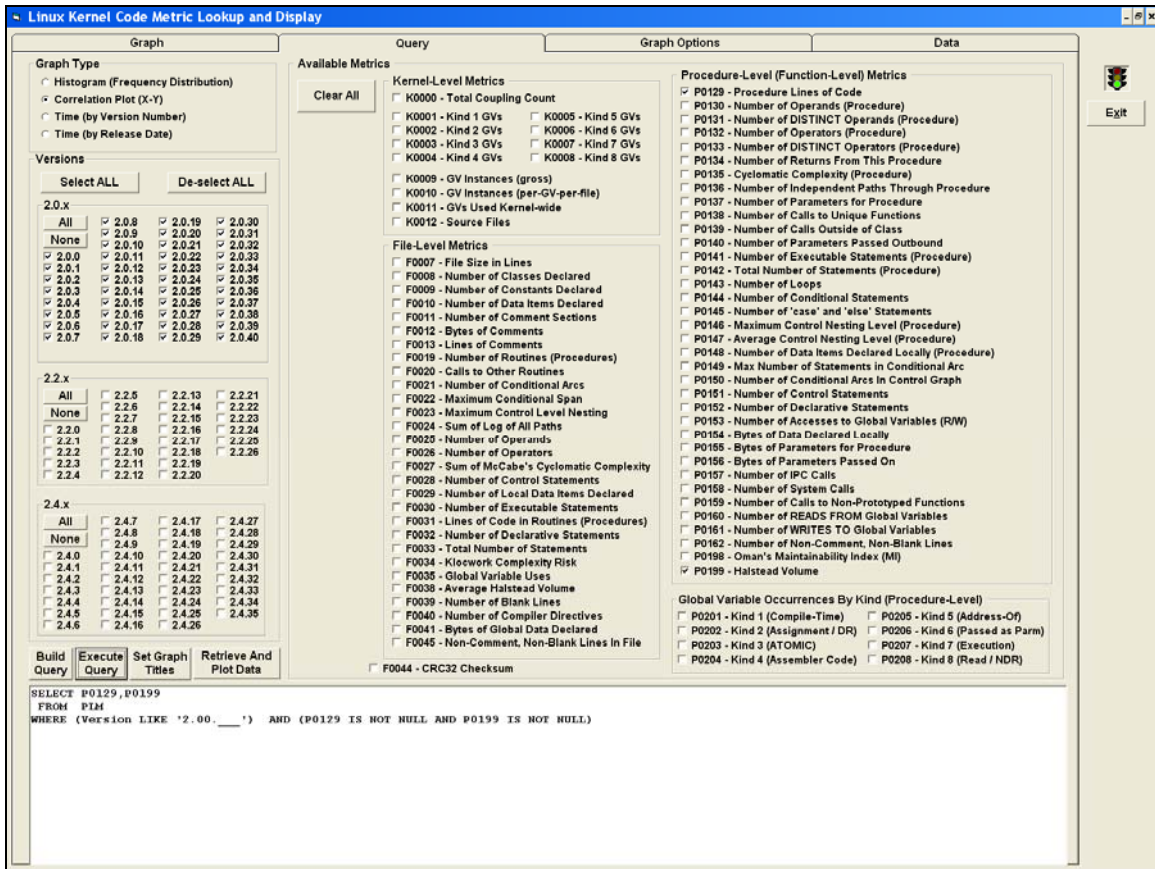 Linux Kernel Code Metric Lookup and Display
Graph
Query
Graph Options
Data
Exit
Graph Type
Histogram (Frequency Distribution)
Correlation Plot (X-Y)
Time (by Version Number)
Time (by Release Date)
Versions
Select ALL
De-select ALL
2.0.x
All 2.0.8 2.0.19 2.0.30
2.0.9 2.0.20 2.0.31
None 2.0.10 2.0.21 2.0.32
2.0.0 2.0.11 2.0.22 2.0.33
2.0.1 2.0.12 2.0.23 2.0.34
2.0.2 2.0.13 2.0.24 2.0.35
2.0.3 2.0.14 2.0.25 2.0.36
2.0.4 2.0.15 2.0.26 2.0.37
2.0.5 2.0.16 2.0.27 2.0.38
2.0.6 2.0.17 2.0.28 2.0.39
2.0.7 2.0.18 2.0.29 2.0.40
2.2.x
All 2.2.5 2.2.13 2.2.21
2.2.6 2.2.14 2.2.22
None 2.2.7 2.2.15 2.2.23
2.2.0 2.2.8 2.2.16 2.2.24
2.2.1 2.2.9 2.2.17 2.2.25
2.2.2 2.2.10 2.2.18 2.2.26
2.2.3 2.2.11 2.2.19
2.2.4 2.2.12 2.2.20
2.4.x
All 2.4.7 2.4.17 2.4.27
2.4.8 2.4.18 2.4.28
None 2.4.9 2.4.19 2.4.29
2.4.0 2.4.10 2.4.20 2.4.30
2.4.1 2.4.11 2.4.21 2.4.31
2.4.2 2.4.12 2.4.22 2.4.32
2.4.3 2.4.13 2.4.23 2.4.33
2.4.4 2.4.14 2.4.24 2.4.34
2.4.5 2.4.15 2.4.25 2.4.35
2.4.6 2.4.16 2.4.26
Build Query
Execute Query
Set Graph Titles
Retrieve And Plot Data
Available Metrics
Clear All
Kernel-Level Metrics
K0000 - Total Coupling Count
K0001 - Kind 1 GVs K0005 - Kind 5 GVs
K0002 - Kind 2 GVs K0006 - Kind 6 GVs
K0003 - Kind 3 GVs K0007 - Kind 7 GVs
K0004 - Kind 4 GVs K0008 - Kind 8 GVs
K0009 - GV Instances (gross)
K0010 - GV Instances (per-GV-per-file)
K0011 - GVs Used Kernel-wide
K0012 - Source Files
File-Level Metrics
F0007 - File Size in Lines
F0008 - Number of Classes Declared
F0009 - Number of Constants Declared
F0010 - Number of Data Items Declared
F0011 - Number of Comment Sections
F0012 - Bytes of Comments
F0013 - Lines of Comments
F0019 - Number of Routines (Procedures)
F0020 - Calls to Other Routines
F0021 - Number of Conditional Arcs
F0022 - Maximum Conditional Span
F0023 - Maximum Control Level Nesting
F0024 - Sum of Log of All Paths
F0025 - Number of Operands
F0026 - Number of Operators
F0027 - Sum of McCabe's Cyclomatic Complexity
F0028 - Number of Control Statements
F0029 - Number of Local Data Items Declared
F0030 - Number of Executable Statements
F0031 - Lines of Code in Routines (Procedures)
F0032 - Number of Declarative Statements
F0033 - Total Number of Statements
F0034 - Klocwork Complexity Risk
F0035 - Global Variable Uses
F0038 - Average Halstead Volume
F0039 - Number of Blank Lines
F0040 - Number of Compiler Directives
F0041 - Bytes of Global Data Declared
F0045 - Non-Comment, Non-Blank Lines In File
F0044 - CRC32 Checksum
Procedure-Level (Function-Level) Metrics
P0129 - Procedure Lines of Code
P0130 - Number of Operands (Procedure)
P0131 - Number of DISTINCT Operands (Procedure)
P0132 - Number of Operators (Procedure)
P0133 - Number of DISTINCT Operators (Procedure)
P0134 - Number of Returns From This Procedure
P0135 - Cyclomatic Complexity (Procedure)
P0136 - Number of Independent Paths Through Procedure
P0137 - Number of Parameters for Procedure
P0138 - Number of Calls to Unique Functions
P0139 - Number of Calls Outside of Class
P0140 - Number of Parameters Passed Outbound
P0141 - Number of Executable Statements (Procedure)
P0142 - Total Number of Statements (Procedure)
P0143 - Number of Loops
P0144 - Number of Conditional Statements
P0145 - Number of 'case' and 'else' Statements
P0146 - Maximum Control Nesting Level (Procedure)
P0147 - Average Control Nesting Level (Procedure)
P0148 - Number of Data Items Declared Locally (Procedure)
P0149 - Max Number of Statements in Conditional Arc
P0150 - Number of Conditional Arcs In Control Graph
P0151 - Number of Control Statements
P0152 - Number of Declarative Statements
P0153 - Number of Accesses to Global Variables (R/W)
P0154 - Bytes of Data Declared Locally
P0155 - Bytes of Parameters for Procedure
P0156 - Bytes of Parameters Passed On
P0157 - Number of IPC Calls
P0158 - Number of System Calls
P0159 - Number of Calls to Non-Prototyped Functions
P0160 - Number of READS FROM Global Variables
P0161 - Number of WRITES TO Global Variables
P0162 - Number of Non-Comment, Non-Blank Lines
P0198 - Oman's Maintainability Index (MI)
P0199 - Halstead Volume
Global Variable Occurrences By Kind (Procedure-Level)
P0201 - Kind 1 (Compile-Time) P0205 - Kind 5 (Address-Of)
P0202 - Kind 2 (Assignment / DR) P0206 - Kind 6 (Passed as Parm)
P0203 - Kind 3 (ATOMIC) P0207 - Kind 7 (Execution)
P0204 - Kind 4 (Assembler Code) P0208 - Kind 8 (Read / NDR)
SELECT P0129,P0199
FROM PIM
WHERE (Version LIKE '2.00.___') AND (P0129 IS NOT NULL AND P0199 IS NOT NULL)